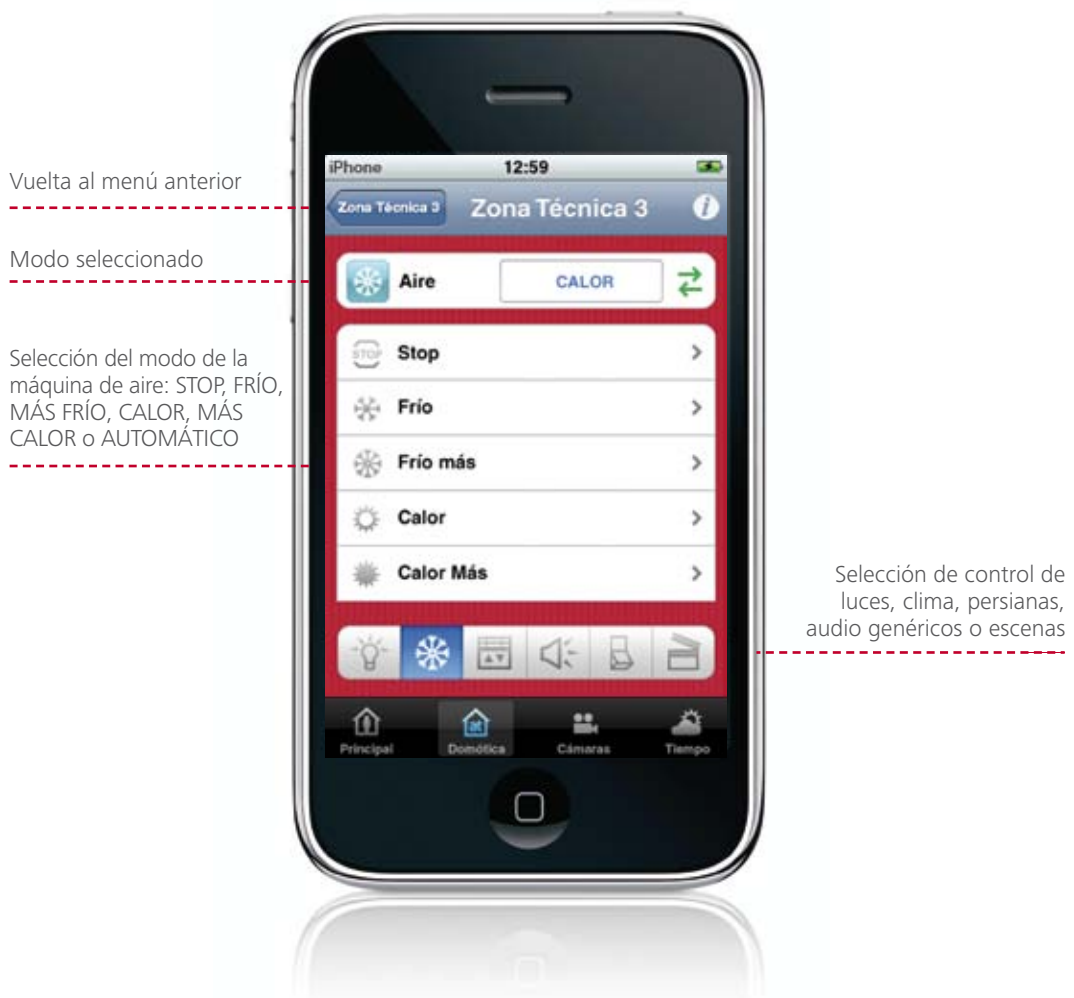 Vuelta al menú anterior
Modo seleccionado
Selección del modo de la
máquina de aire: STOP, FRÍO,
MÁS FRÍO, CALOR, MÁS
CALOR o AUTOMÁTICO
iPhone 12:59
Zona Técnica 3 Zona Técnica 3 i
Aire CALOR
STOP Stop
Frío
Frío más
Calor
Calor Más
Principal Domótica Cámaras Tiempo
Selección de control de
luces, clima, persianas,
audio genéricos o escenas